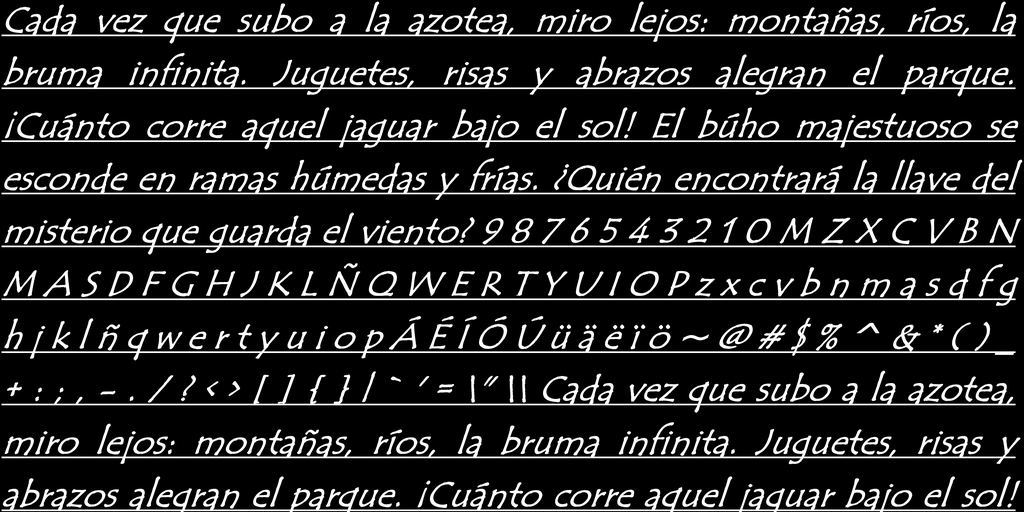 Cada vez que subo a la azotea, miro lejos: montañas, ríos, la
bruma infinita. Juguetes, risas y abrazos alegran el parque.
¡Cuánto corre aquel jaguar bajo el sol! El búho majestuoso se
esconde en ramas húmedas y frías. ¿Quién encontrará la llave del
misterio que guarda el viento? 9 8 7 6 5 4 3 2 1 0 M Z X C V B N
M A S D F G H J K L Ñ Q W E R T Y U I O P z x c v b n m a s d f g
h j k l ñ q w e r t y u i o p Á É Í Ó Ú ü ä ë ï ö ~ @ # $ % ^ & * ( ) _
+ : ; , - . / ? < > [ ] { } | ` ' = \" \\ Cada vez que subo a la azotea,
miro lejos: montañas, ríos, la bruma infinita. Juguetes, risas y
abrazos alegran el parque. ¡Cuánto corre aquel jaguar bajo el sol!